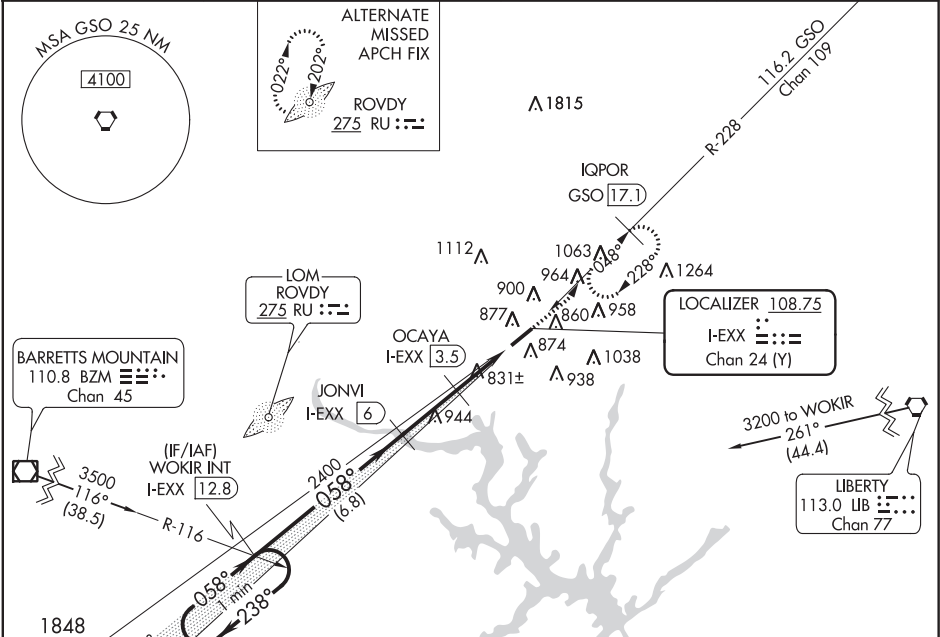 MSA GSO 25 NM
4100
ALTERNATE
MISSED
APCH FIX
022°
202°
ROVDY
275 RU
1815
116.2 GSO
Chan 109
R-228
IQPOR
GSO 17.1
1112
1063
964
048°
228°
1264
900
LOM
ROVDY
275 RU
877
860
958
LOCALIZER 108.75
I-EXX
Chan 24 (Y)
OCAYA
I-EXX 3.5
874
1038
831±
938
BARRETTS MOUNTAIN
110.8 BZM
Chan 45
JONVI
I-EXX 6
944
3200 to WOKIR
261°
(44.4)
(IF/IAF)
WOKIR INT
I-EXX 12.8
2400
058°
(6.8)
LIBERTY
113.0 LIB
Chan 77
3500
116°
(38.5)
R-116
058°
1 min
238°
1848